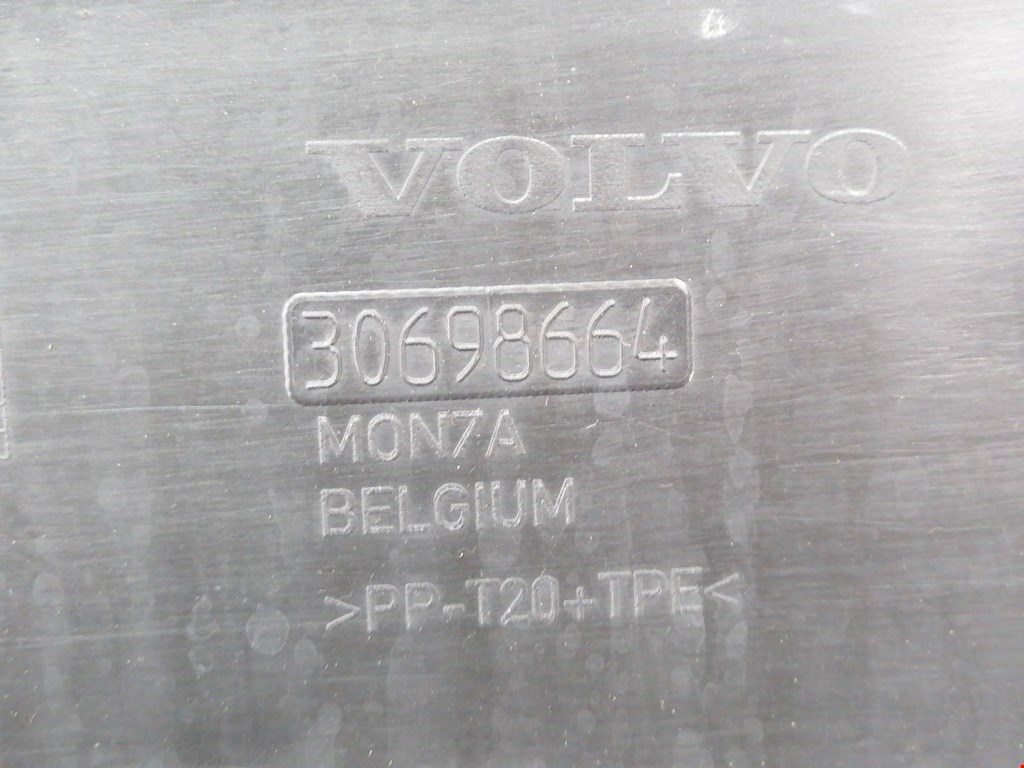 VOLVO
30698664
MON7A
BELGIUM
>PP-T20+TPE<